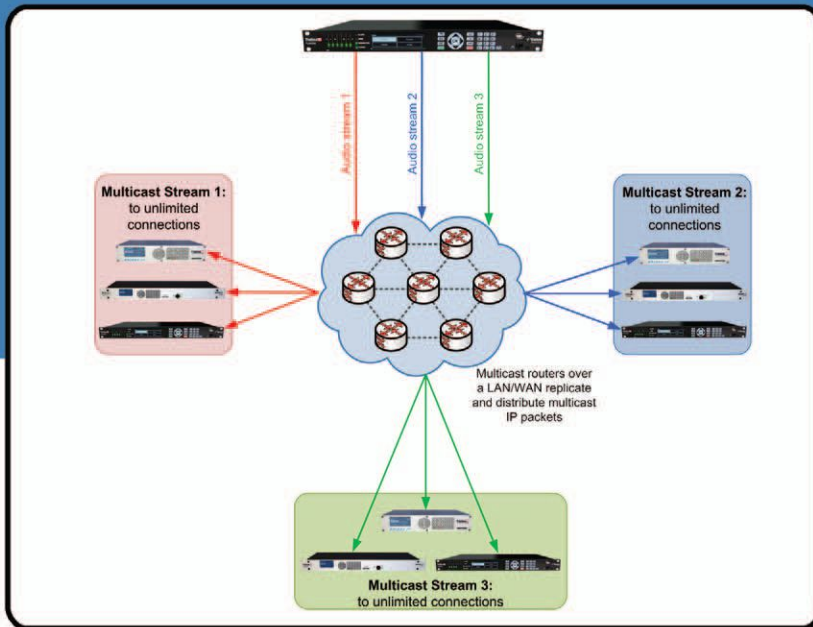 Audio stream 1
Audio stream 2
Audio stream 3
Multicast Stream 1:
to unlimited
connections
Multicast Stream 2:
to unlimited
connections
Multicast routers over
a LAN/WAN replicate
and distribute multicast
IP packets
Multicast Stream 3:
to unlimited connections